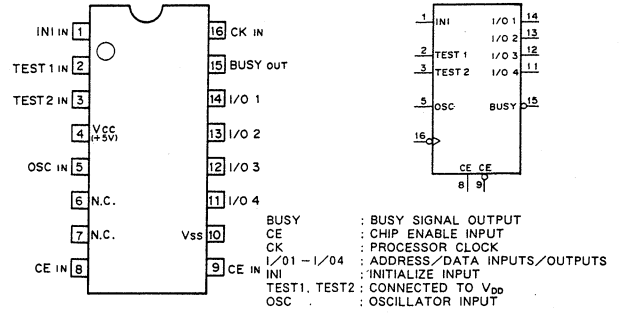 INI IN 1
TEST 1 IN 2
TEST 2 IN 3
4 VCC
(+5V)
OSC IN 5
6 N.C.
7 N.C.
CE IN 8
16 CK IN
15 BUSY OUT
14 I/O 1
13 I/O 2
12 I/O 3
11 I/O 4
VSS 10
9 CE IN
1 INI I/O 1 14
I/O 2 13
2 TEST 1 I/O 3 12
3 TEST 2 I/O 4 11
5 OSC BUSY 15
16
CE CE
8 9
BUSY : BUSY SIGNAL OUTPUT
CE : CHIP ENABLE INPUT
CK : PROCESSOR CLOCK
I/01 – I/04 : ADDRESS/DATA INPUTS/OUTPUTS
INI : INITIALIZE INPUT
TEST1, TEST2 : CONNECTED TO VDD
OSC : OSCILLATOR INPUT